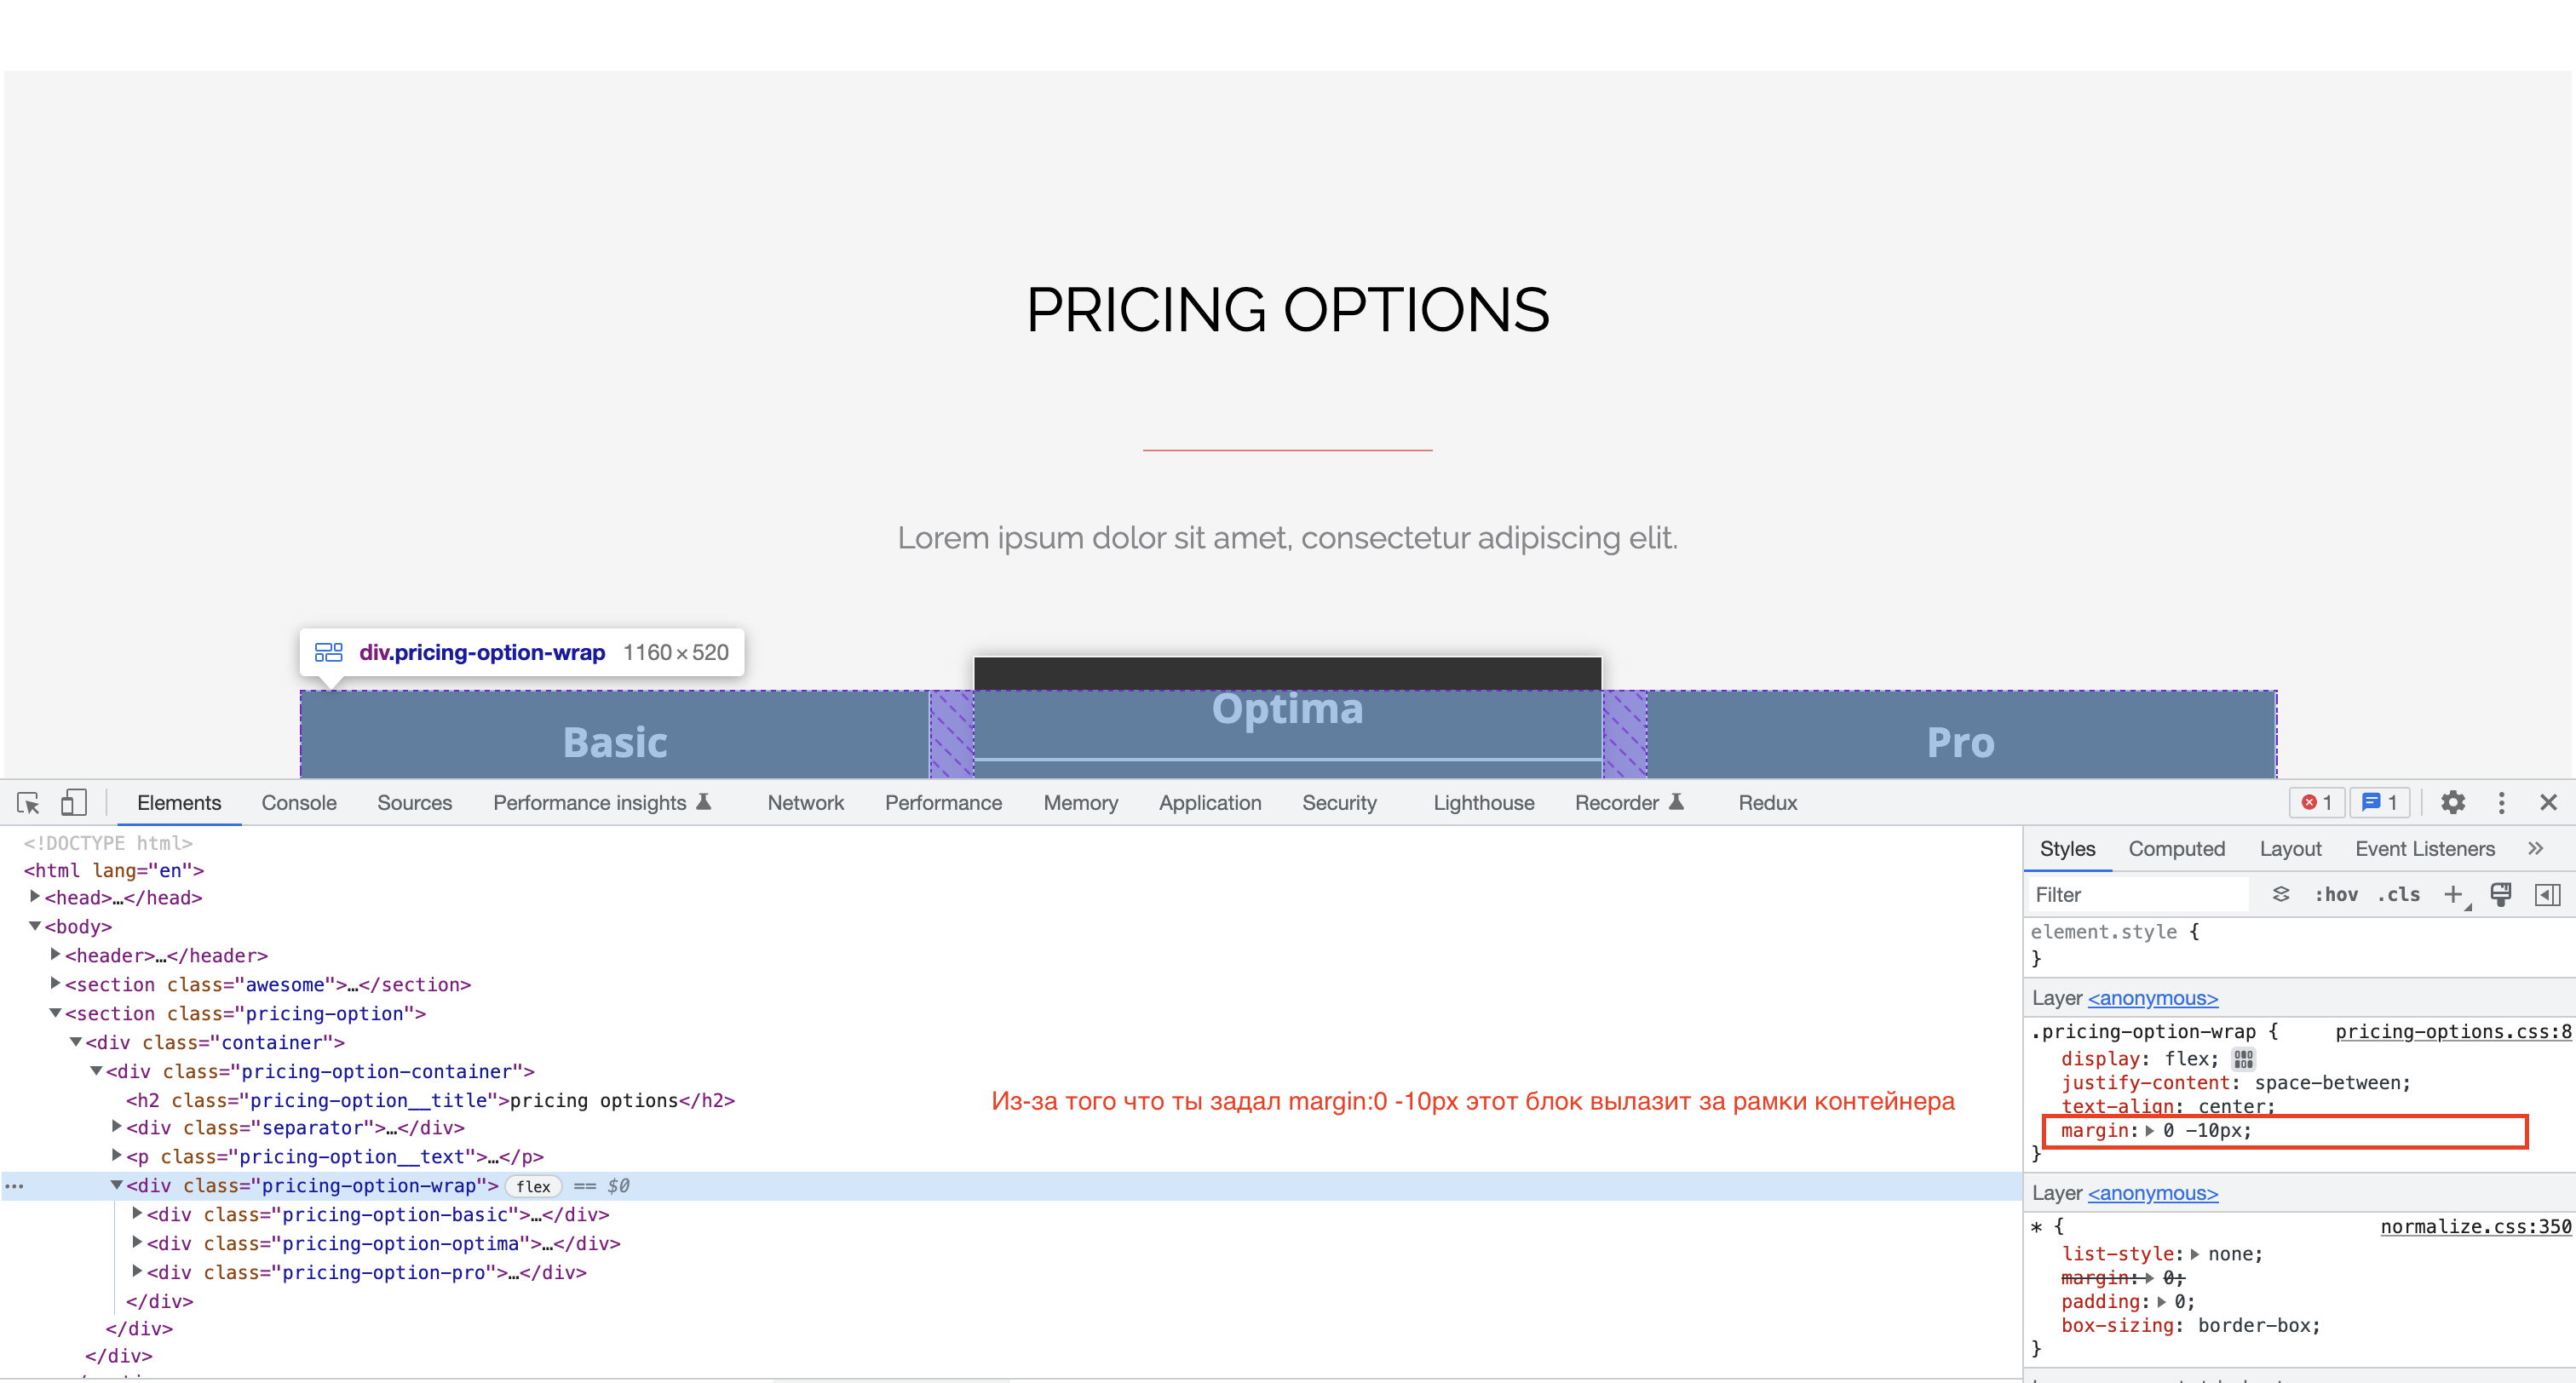 PRICING OPTIONS
Lorem ipsum dolor sit amet, consectetur adipiscing elit.
div.pricing-option-wrap 1160×520
Basic
Optima
Pro
Elements Console Sources Performance insights Network Performance Memory Application Security Lighthouse Recorder Redux 1 1
<!DOCTYPE html>
<html lang="en">
<head>…</head>
<body>
<header>…</header>
<section class="awesome">…</section>
<section class="pricing-option">
<div class="container">
<div class="pricing-option-container">
<h2 class="pricing-option__title">pricing options</h2>
<div class="separator">…</div>
<p class="pricing-option__text">…</p>
<div class="pricing-option-wrap"> flex == $0
<div class="pricing-option-basic">…</div>
<div class="pricing-option-optima">…</div>
<div class="pricing-option-pro">…</div>
</div>
</div>
</div>
Из-за того что ты задал margin:0 -10px этот блок вылазит за рамки контейнера
Styles Computed Layout Event Listeners
Filter :hov .cls
element.style {
}
Layer <anonymous>
.pricing-option-wrap { pricing-options.css:8
display: flex;
justify-content: space-between;
text-align: center;
margin: 0 -10px;
}
Layer <anonymous>
* { normalize.css:350
list-style: none;
margin: 0;
padding: 0;
box-sizing: border-box;
}